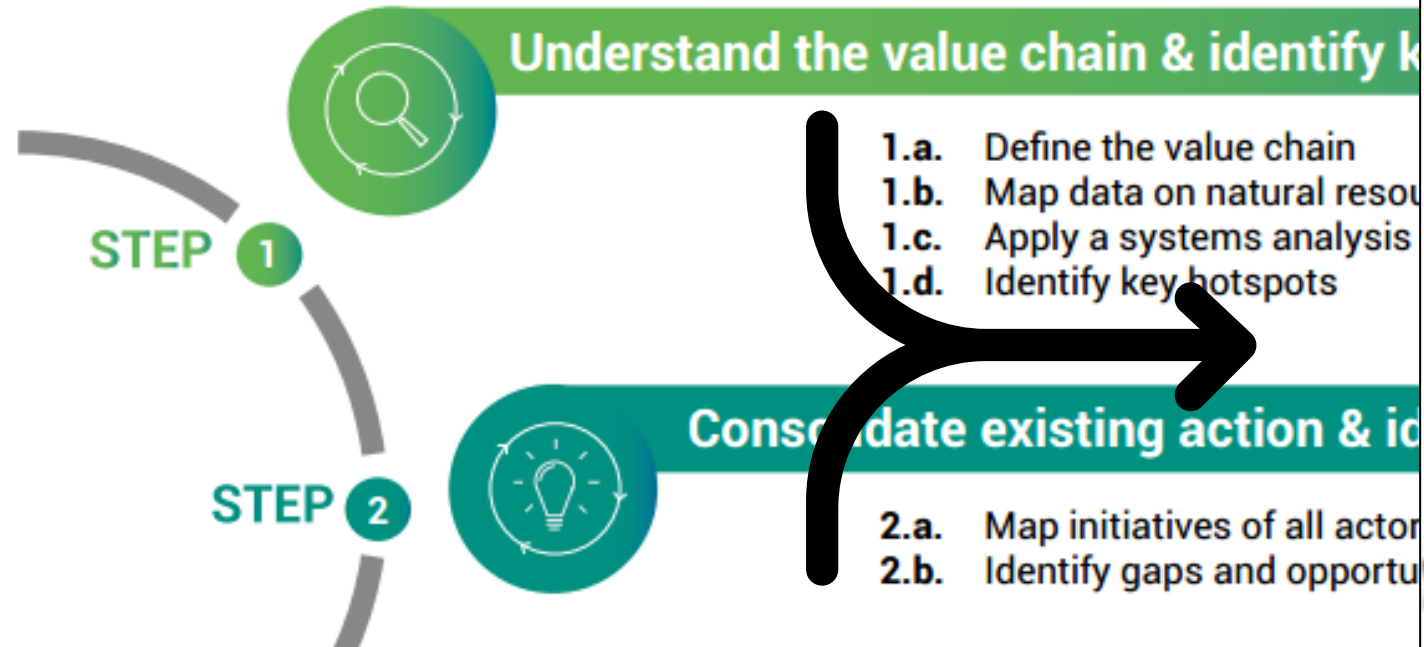 Understand the value chain & identify
1.a. Define the value chain
1.b. Map data on natural
1.c. Apply a systems analysis
1.d. Identify key hotspots
STEP 1
Consolidate existing action &
STEP 2
2.a. Map initiatives of all
2.b. Identify gaps and